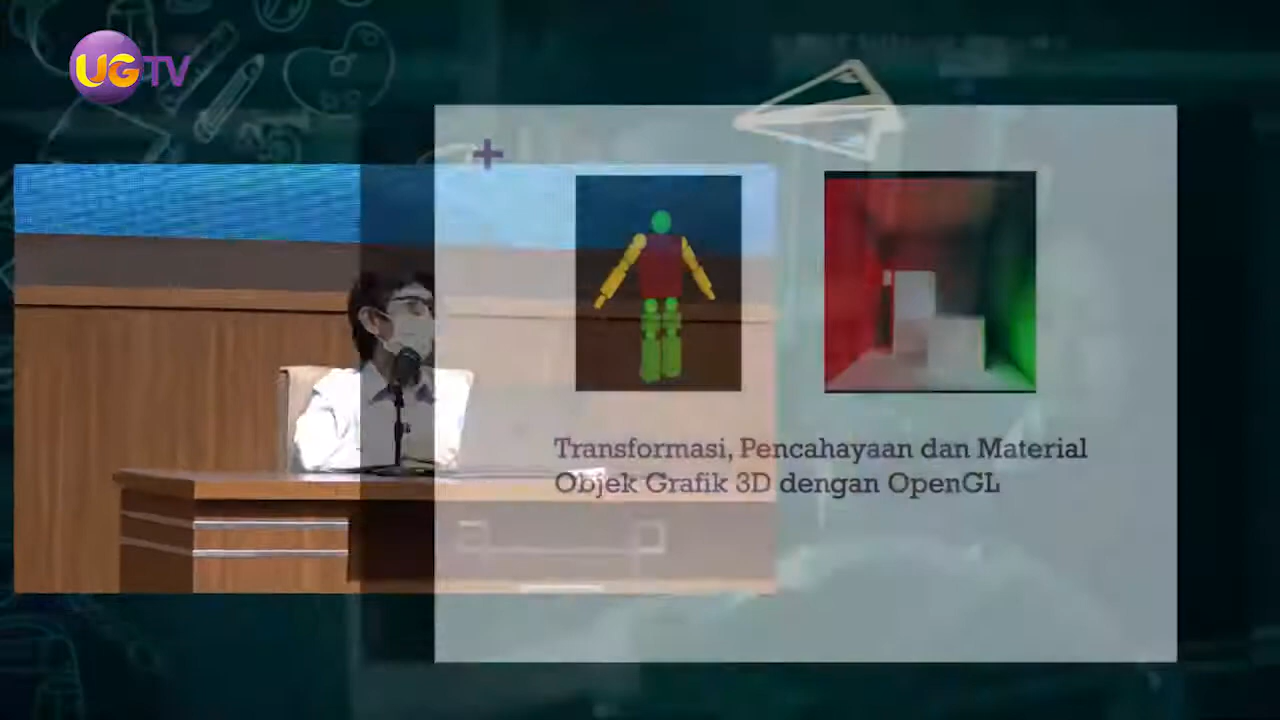 UGTV
Transformasi, Pencahayaan dan Material
Objek Grafik 3D dengan OpenGL